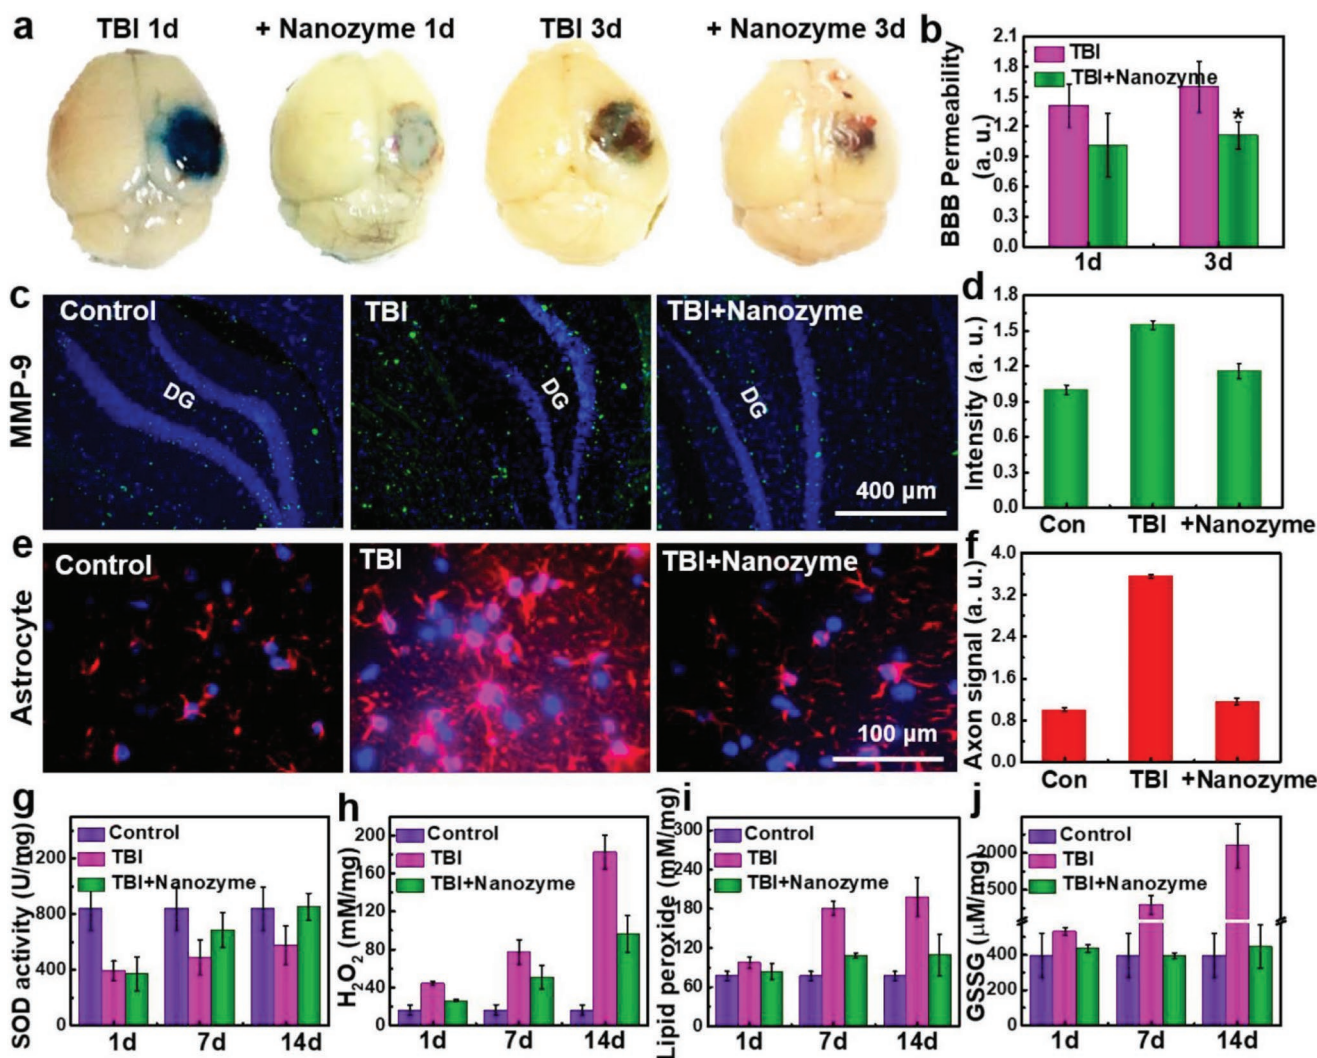 a
TBI 1d
+ Nanozyme 1d
TBI 3d
+ Nanozyme 3d
b
BBB Permeability
(a. u.)
2.1
1.8
1.5
1.2
0.9
0.6
0.3
0.0
TBI
TBI+Nanozyme
*
1d
3d
c
MMP-9
Control
DG
TBI
DG
TBI+Nanozyme
DG
400 µm
d
Intensity (a. u.)
1.8
1.5
1.2
0.9
0.6
0.3
0.0
Con
TBI
+Nanozyme
e
Astrocyte
Control
TBI
TBI+Nanozyme
100 µm
f
Axon signal (a. u.)
4.0
3.2
2.4
1.6
0.8
0.0
Con
TBI
+Nanozyme
g
SOD activity (U/mg)
1200
800
400
0
Control
TBI
TBI+Nanozyme
1d
7d
14d
h
H₂O₂ (mM/mg)
200
160
120
80
40
0
Control
TBI
TBI+Nanozyme
1d
7d
14d
i
Lipid peroxide (mM/mg)
300
240
180
120
60
0
Control
TBI
TBI+Nanozyme
1d
7d
14d
j
GSSG (µM/mg)
2000
1500
400
200
0
Control
TBI
TBI+Nanozyme
1d
7d
14d